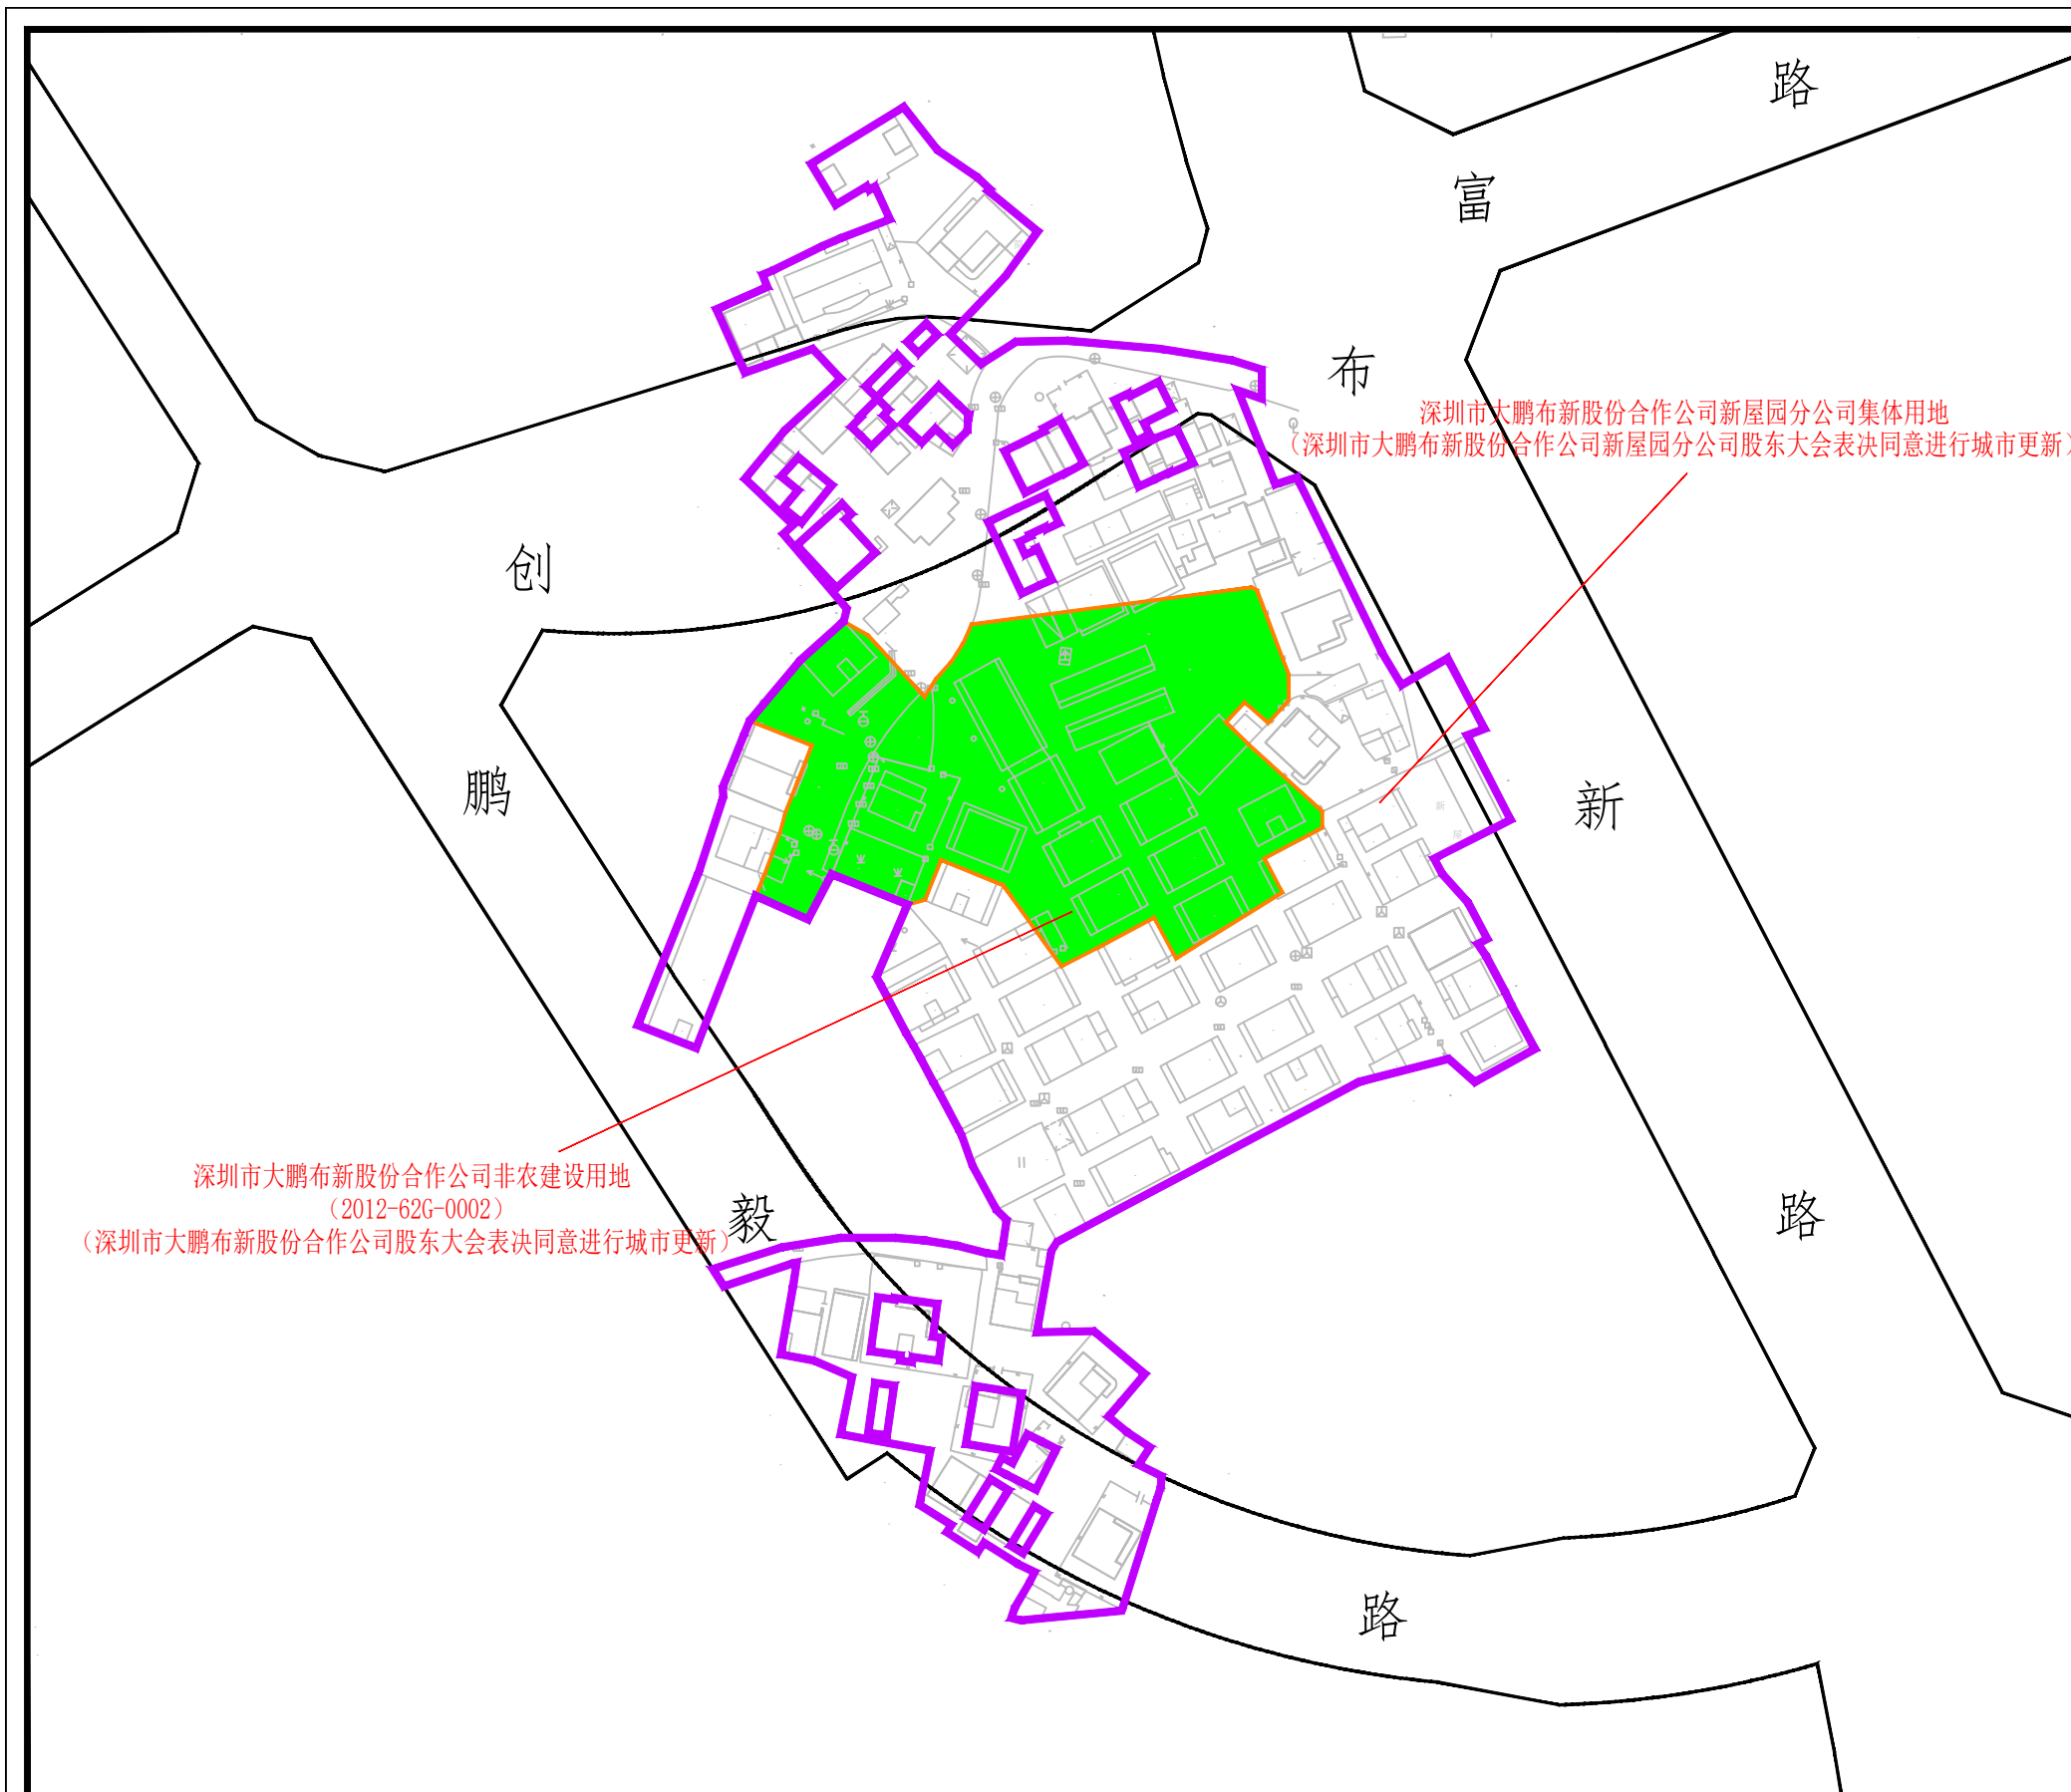 路
富
布
深圳市大鹏布新股份合作公司新屋园分公司集体用地
（深圳市大鹏布新股份合作公司新屋园分公司股东大会表决同意进行城市更新）
创
鹏
新
新
屋
深圳市大鹏布新股份合作公司非农建设用地
（2012-62G-0002）
（深圳市大鹏布新股份合作公司股东大会表决同意进行城市更新）
毅
路
路